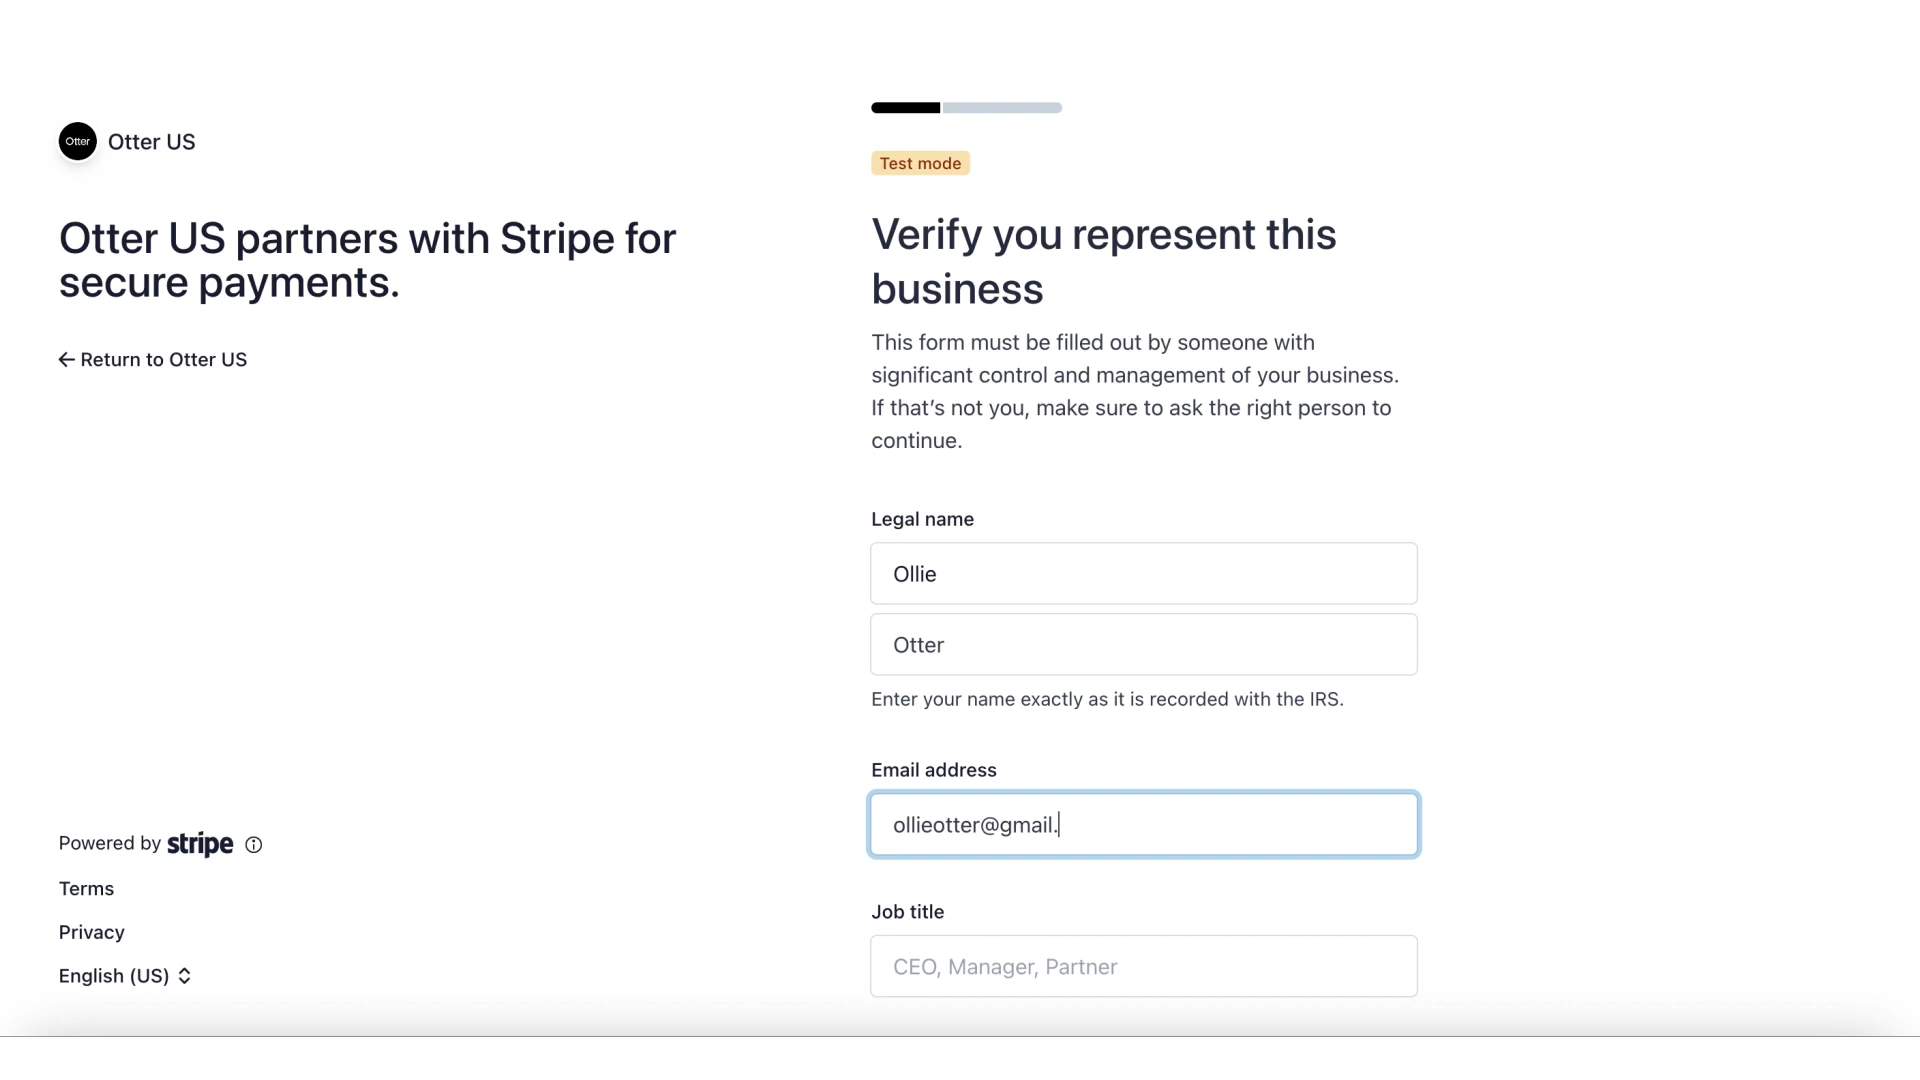 Otter
Otter US
Otter US partners with Stripe for
secure payments.
Return to Otter US
Powered by stripe
Terms
Privacy
English (US)
Test mode
Verify you represent this
business
This form must be filled out by someone with
significant control and management of your business.
If that’s not you, make sure to ask the right person to
continue.
Legal name
Ollie
Otter
Enter your name exactly as it is recorded with the IRS.
Email address
ollieotter@gmail.
Job title
CEO, Manager, Partner